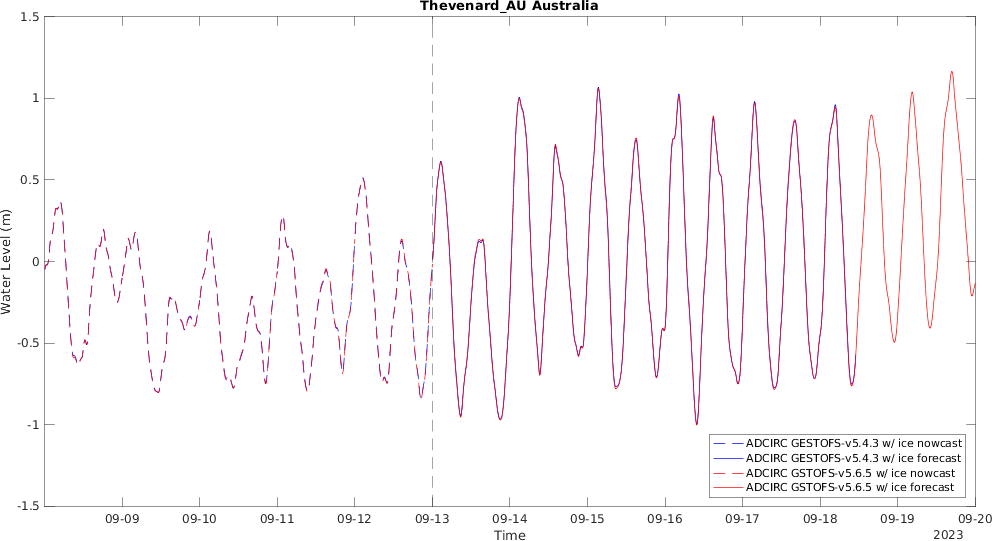 Thevenard_AU Australia
1.5
1
0.5
0
-0.5
-1
-1.5
Water Level (m)
09-09 09-10 09-11 09-12 09-13 09-14 09-15 09-16 09-17 09-18 09-19 09-20
Time
2023
ADCIRC GESTOFS-v5.4.3 w/ ice nowcast
ADCIRC GESTOFS-v5.4.3 w/ ice forecast
ADCIRC GSTOFS-v5.6.5 w/ ice nowcast
ADCIRC GSTOFS-v5.6.5 w/ ice forecast